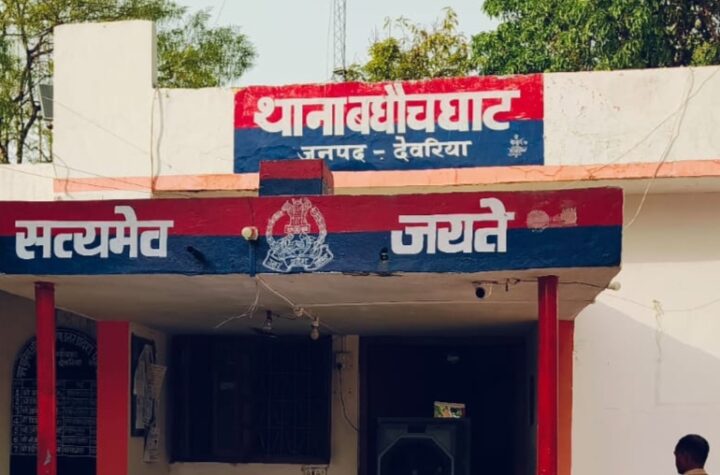 थाना बघौचघाट
जनपद - देवरिया
सत्यमेव जयते